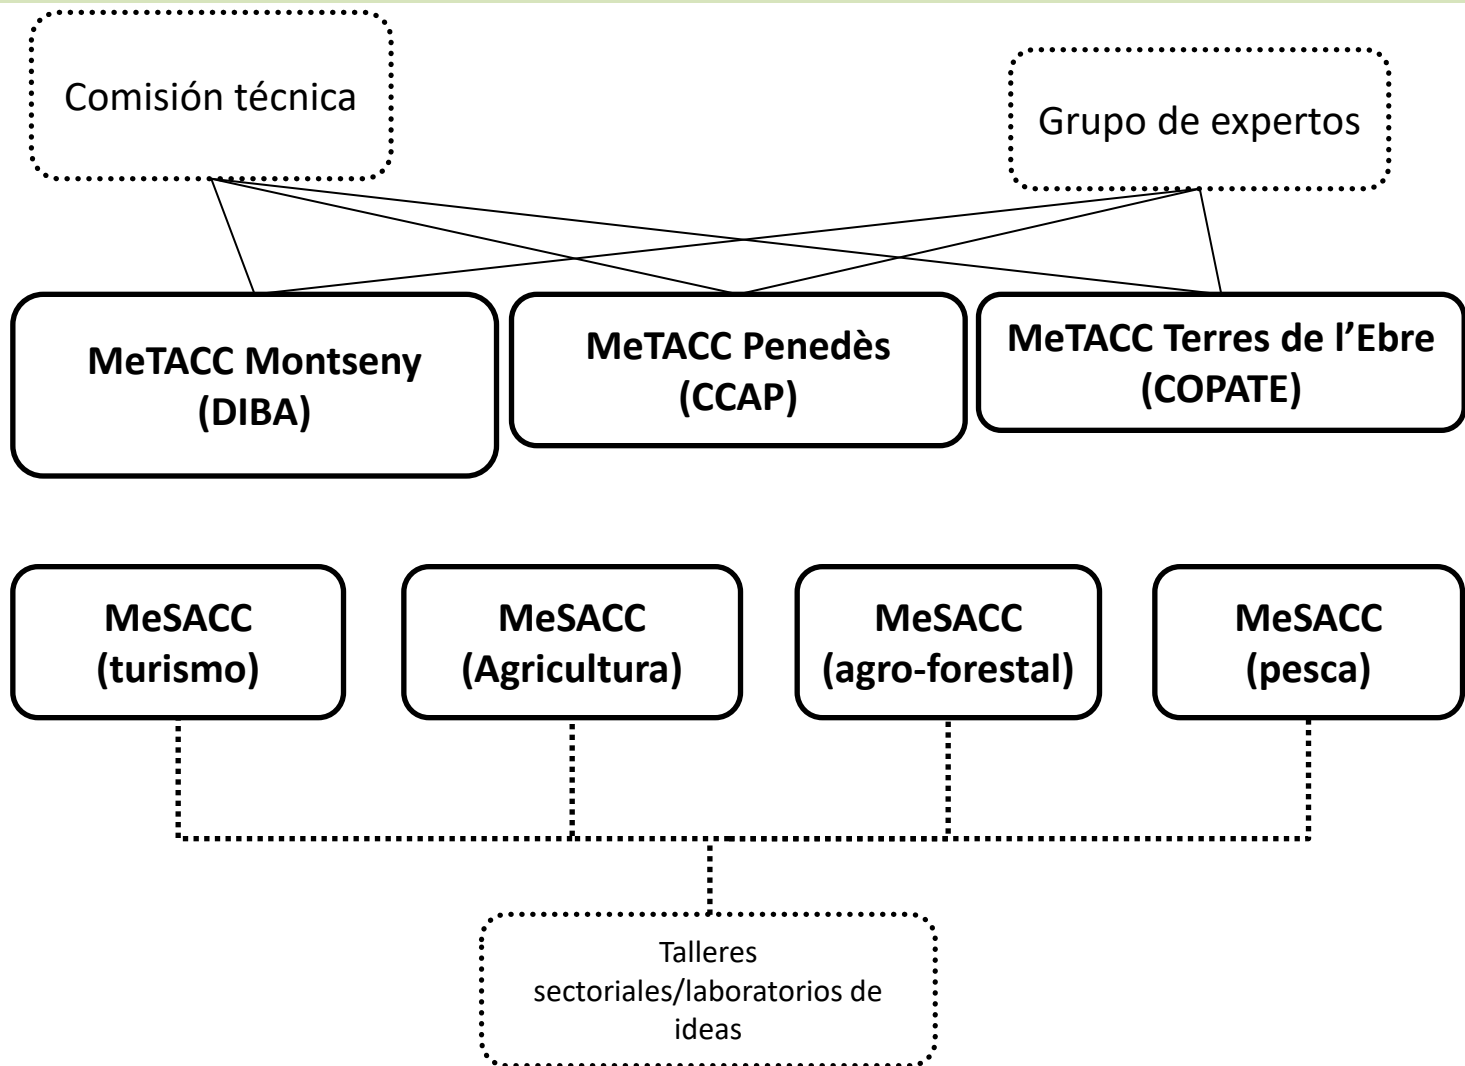 Comisión técnica
Grupo de expertos
MeTACC Montseny
(DIBA)
MeTACC Penedès
(CCAP)
MeTACC Terres de l’Ebre
(COPATE)
MeSACC
(turismo)
MeSACC
(Agricultura)
MeSACC
(agro-forestal)
MeSACC
(pesca)
Talleres
sectoriales/laboratorios de
ideas